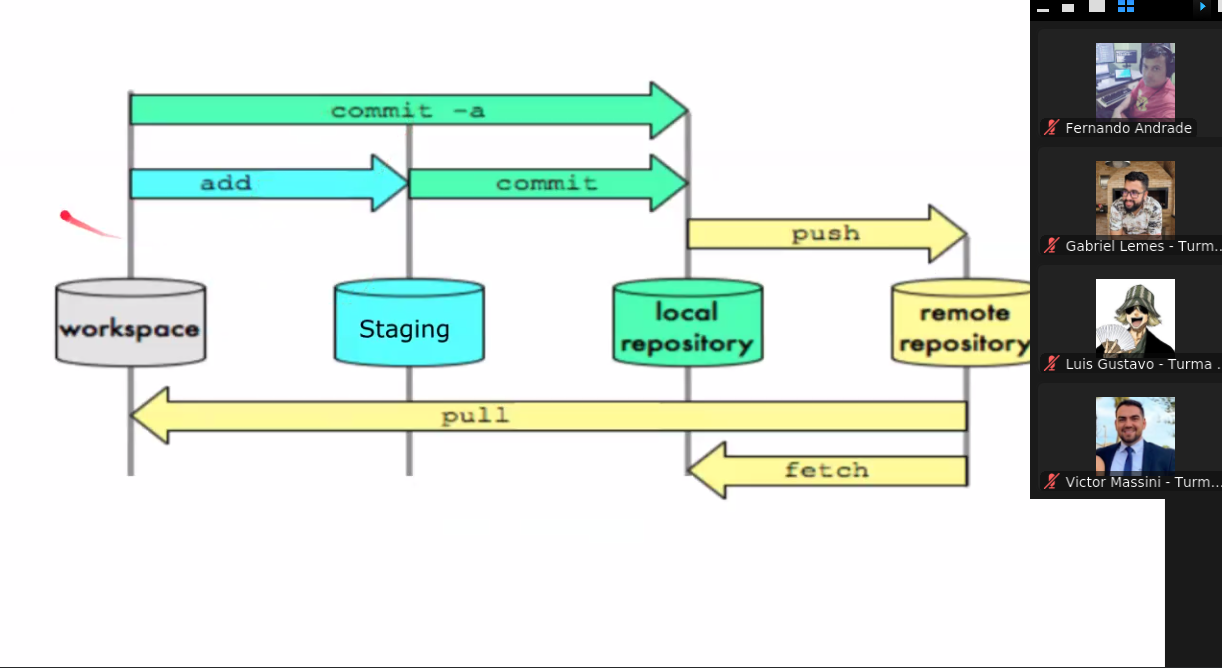 commit -a
add
commit
push
workspace
Staging
local
repository
remote
repository
pull
fetch
Fernando Andrade
Gabriel Lemes - Turm...
Luis Gustavo - Turma .
Victor Massini - Turm...